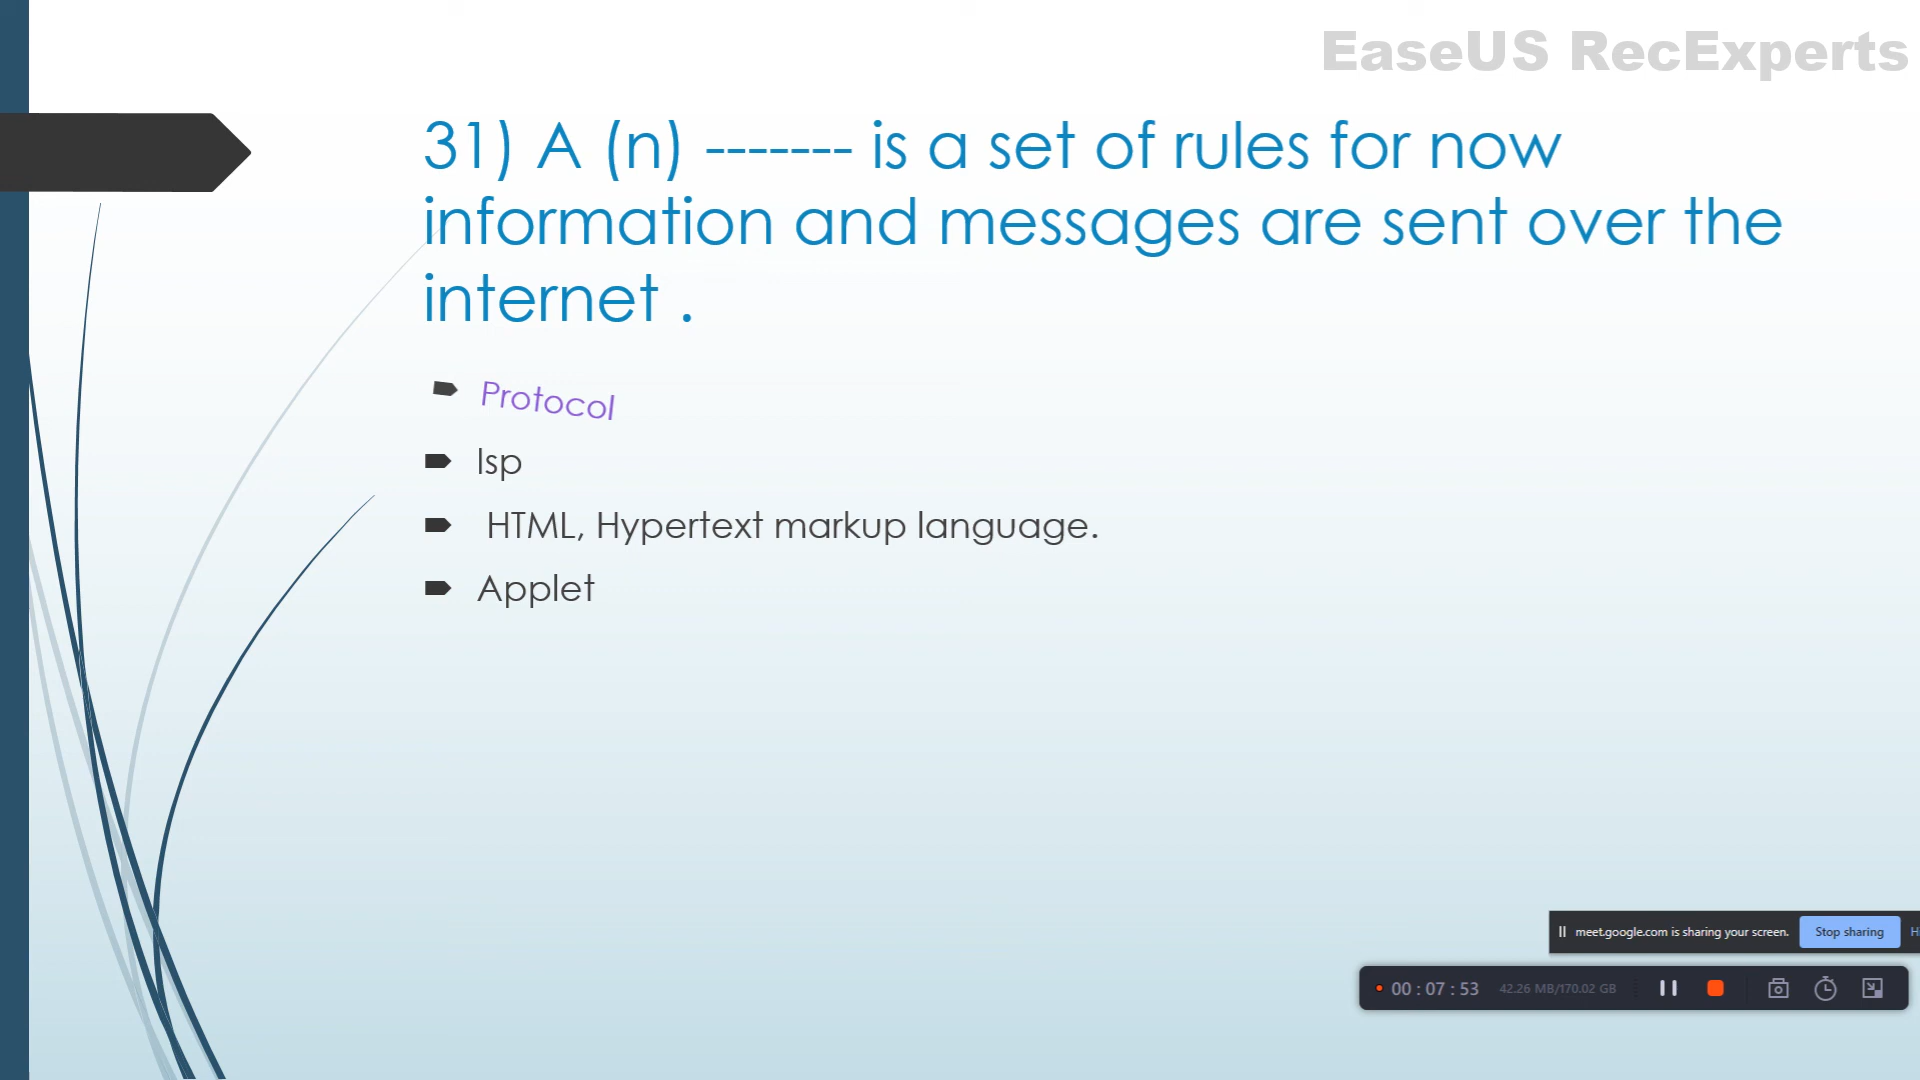 EaseUS RecExperts
31) A (n) ------- is a set of rules for now
information and messages are sent over the
internet .
Protocol
Isp
HTML, Hypertext markup language.
Applet
meet.google.com is sharing your screen. Stop sharing
00 : 07 : 53 42.26 MB/170.02 GB